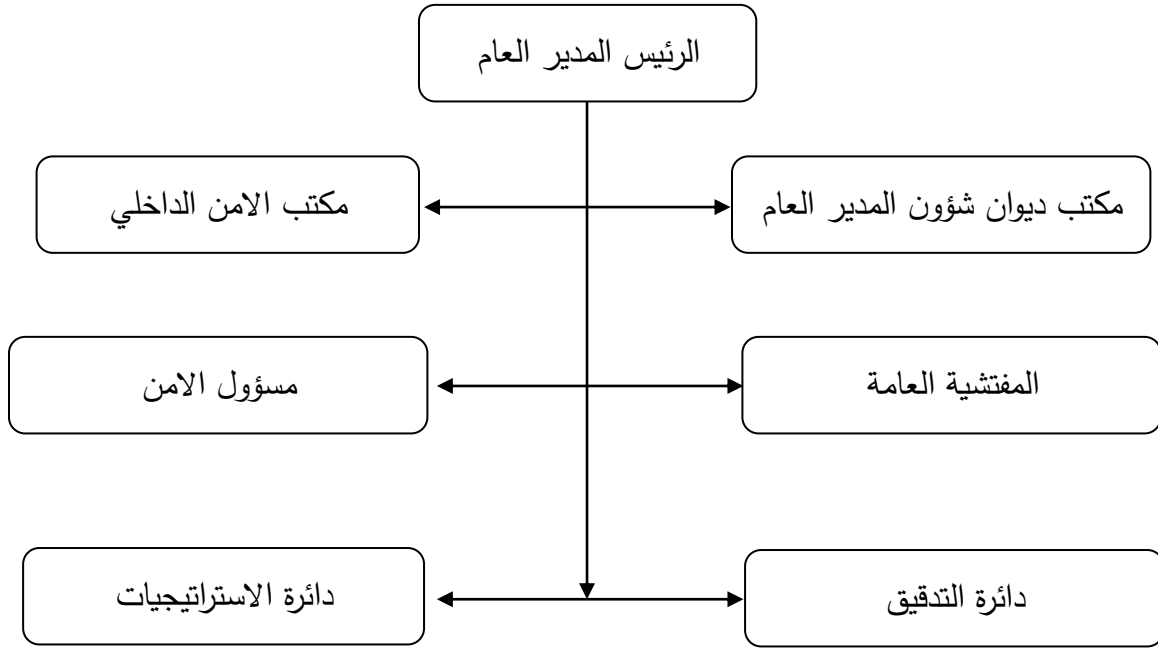 الرئيس المدير العام
مكتب ديوان شؤون المدير العام
مكتب الامن الداخلي
المفتشية العامة
مسؤول الامن
دائرة التدقيق
دائرة الاستراتيجيات